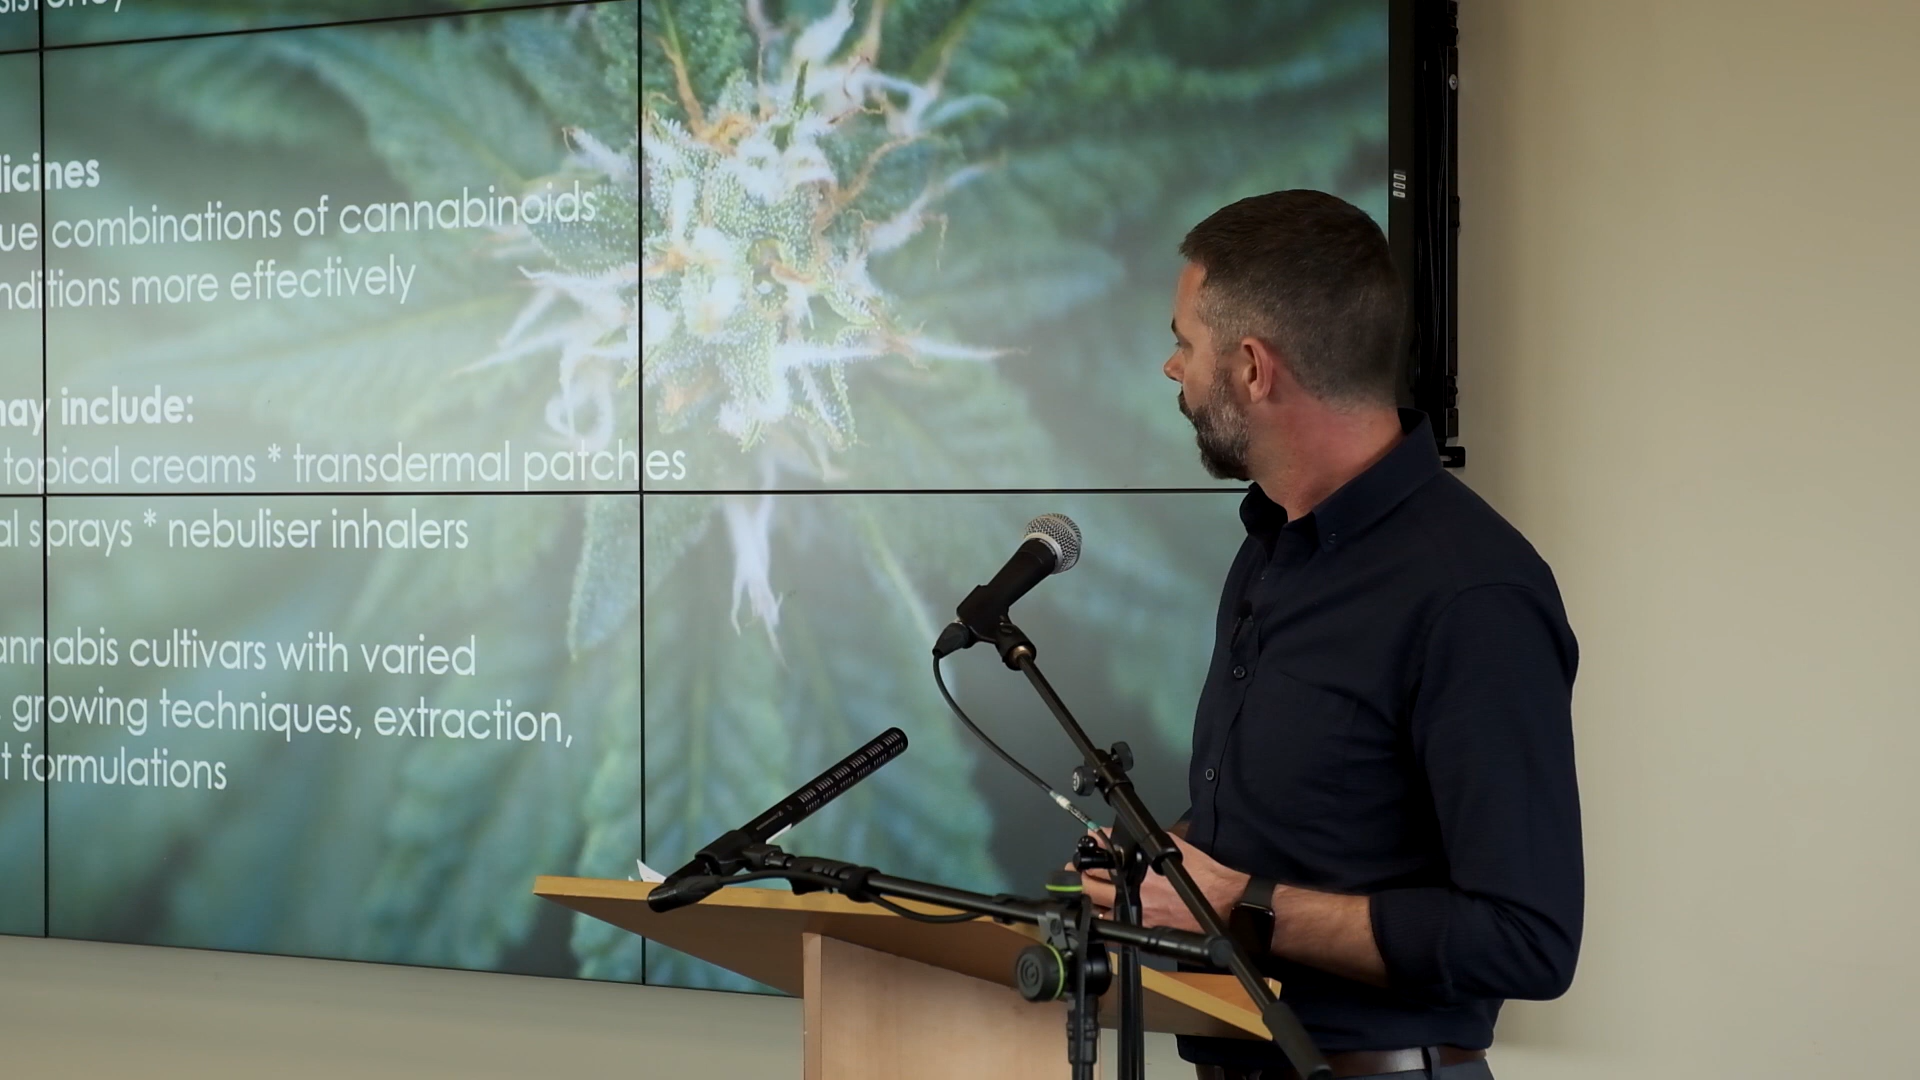 licines
ue combinations of cannabinoids
nditions more effectively
may include:
topical creams * transdermal patches
al sprays * nebuliser inhalers
annabis cultivars with varied
, growing techniques, extraction,
t formulations